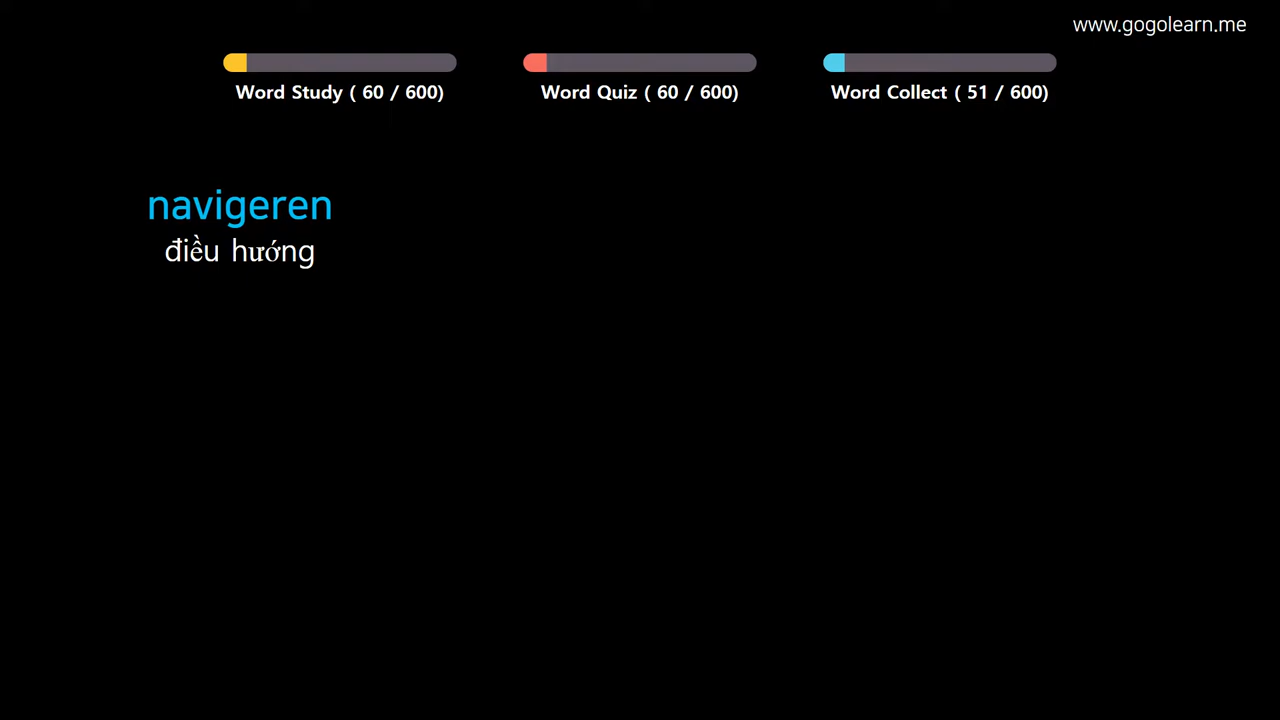 www.gogolearn.me
Word Study ( 60 / 600)
Word Quiz ( 60 / 600)
Word Collect ( 51 / 600)
navigeren
điều hướng